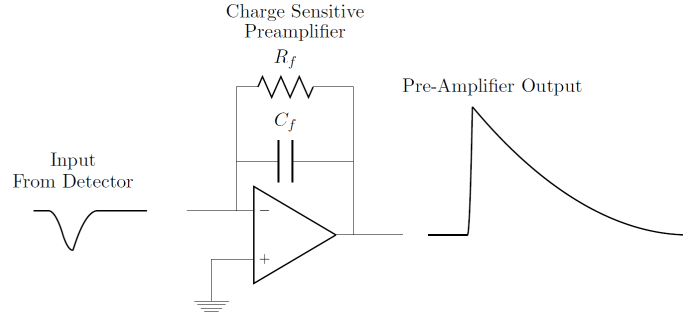 Charge Sensitive
Preamplifier
R_f
Pre-Amplifier Output
C_f
Input
From Detector
−
+